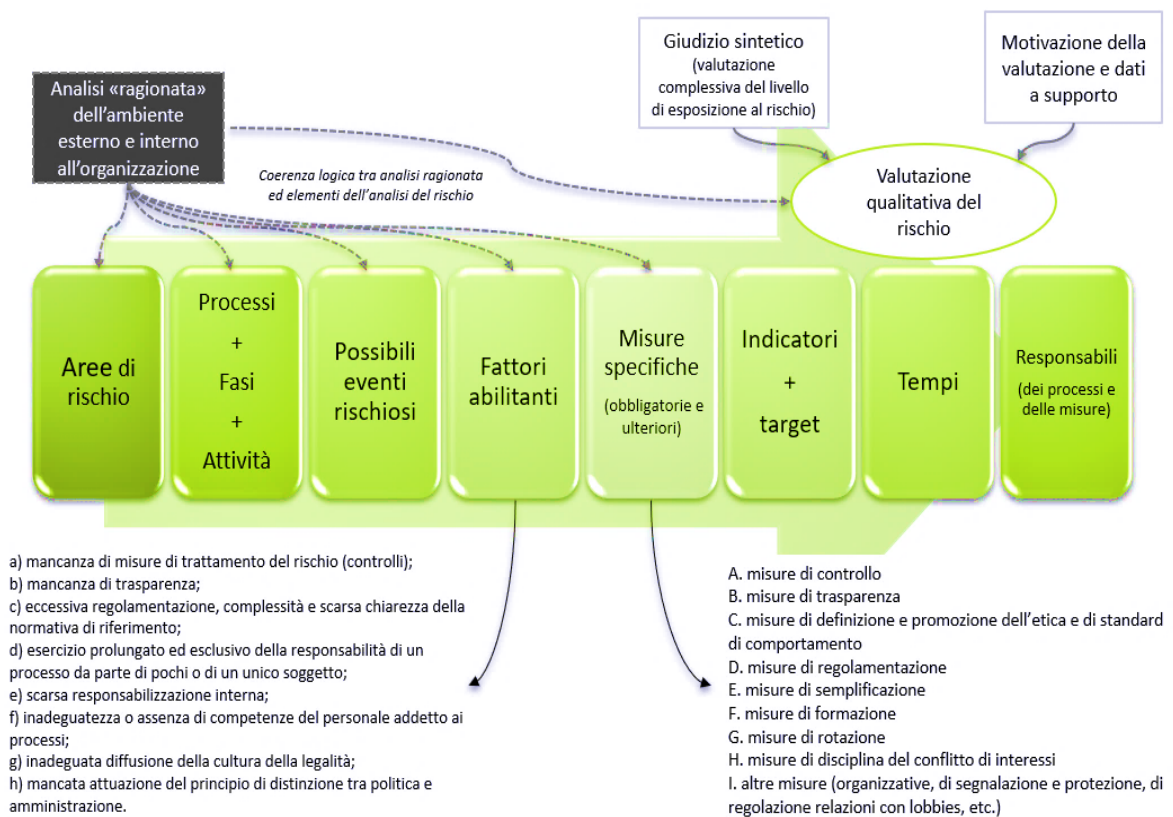 Giudizio sintetico
(valutazione
complessiva del livello
di esposizione al rischio)
Motivazione della
valutazione e dati
a supporto
Analisi «ragionata»
dell’ambiente
esterno e interno
all’organizzazione
Coerenza logica tra analisi ragionata
ed elementi dell’analisi del rischio
Valutazione
qualitativa del
rischio
Aree di
rischio
Processi
+
Fasi
+
Attività
Possibili
eventi
rischiosi
Fattori
abilitanti
Misure
specifiche
(obbligatorie e
ulteriori)
Indicatori
+
target
Tempi
Responsabili
(dei processi e
delle misure)
a) mancanza di misure di trattamento del rischio (controlli);
b) mancanza di trasparenza;
c) eccessiva regolamentazione, complessità e scarsa chiarezza della
normativa di riferimento;
d) esercizio prolungato ed esclusivo della responsabilità di un
processo da parte di pochi o di un unico soggetto;
e) scarsa responsabilizzazione interna;
f) inadeguatezza o assenza di competenze del personale addetto ai
processi;
g) inadeguata diffusione della cultura della legalità;
h) mancata attuazione del principio di distinzione tra politica e
amministrazione.
A. misure di controllo
B. misure di trasparenza
C. misure di definizione e promozione dell’etica e di standard
di comportamento
D. misure di regolamentazione
E. misure di semplificazione
F. misure di formazione
G. misure di rotazione
H. misure di disciplina del conflitto di interessi
I. altre misure (organizzative, di segnalazione e protezione, di
regolazione relazioni con lobbies, etc.)